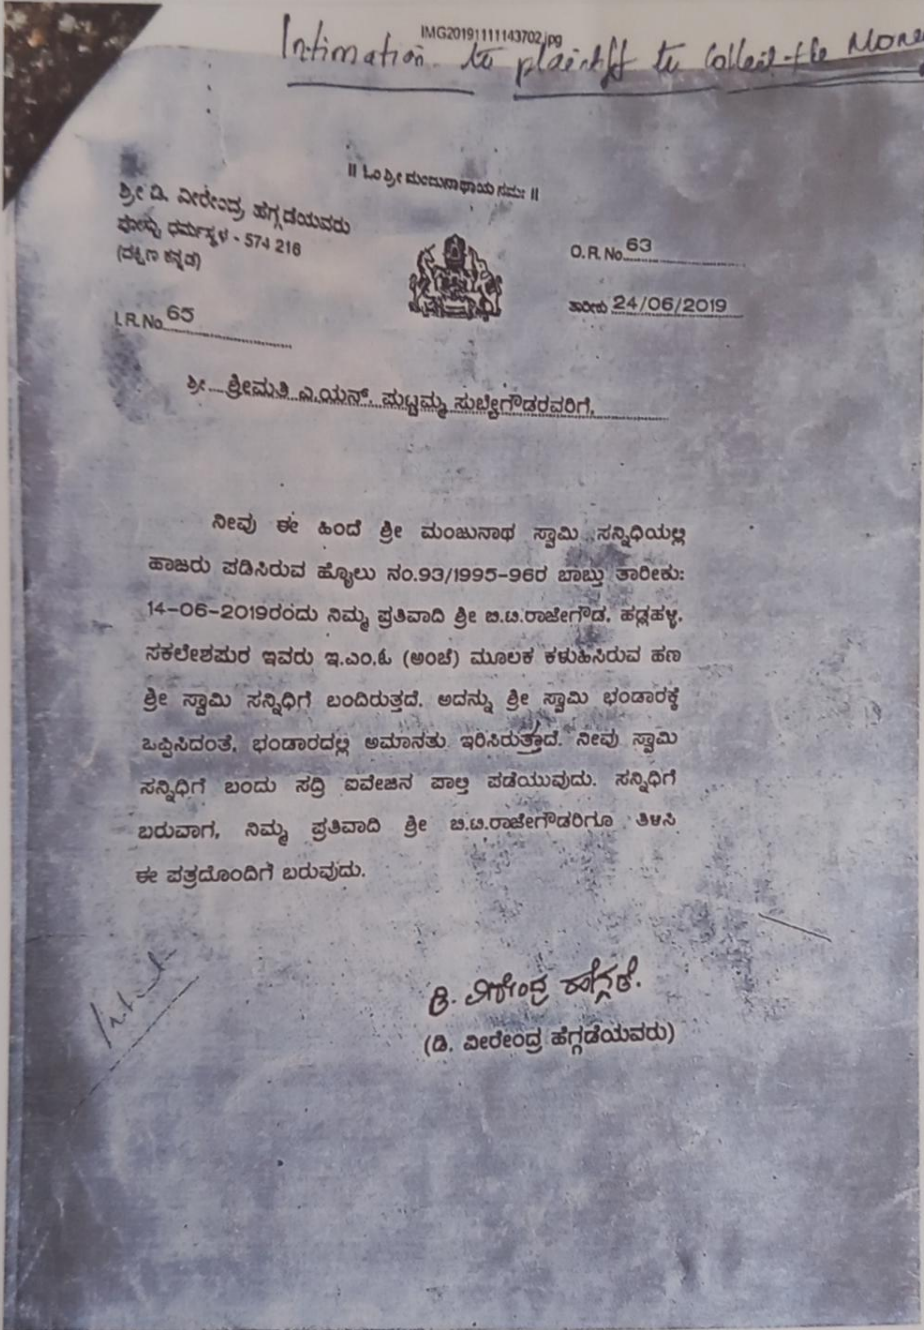 IMG20191111143702.jpg
Intimation to plaintiff to Collect the Money
|| ಓಂ ಶ್ರೀ ಮಂಜುನಾಥಾಯ ನಮಃ ||
ಶ್ರೀ ಡಿ. ವೀರೇಂದ್ರ ಹೆಗ್ಗಡೆಯವರು
ಪೋಸ್ಟು ಧರ್ಮಸ್ಥಳ - 574 216
(ದಕ್ಷಿಣ ಕನ್ನಡ)
O.R. No. 63
I.R. No. 65
ತಾರೀಕು 24/06/2019
ಶ್ರೀ ಶ್ರೀಮತಿ ಎ.ಯನ್. ಪುಟ್ಟಮ್ಮ ಸುಬ್ಬೇಗೌಡರವರಿಗೆ,
ನೀವು ಈ ಹಿಂದೆ ಶ್ರೀ ಮಂಜುನಾಥ ಸ್ವಾಮಿ ಸನ್ನಿಧಿಯಲ್ಲಿ
ಹಾಜರು ಪಡಿಸಿರುವ ಹ್ಯೊಲು ನಂ.93/1995-96ರ ಬಾಬ್ತು ತಾರೀಕು:
14-06-2019ರಂದು ನಿಮ್ಮ ಪ್ರತಿವಾದಿ ಶ್ರೀ ಬಿ.ಟಿ.ರಾಜೇಗೌಡ, ಹಡ್ಲಹಳ್ಳಿ,
ಸಕಲೇಶಪುರ ಇವರು ಇ.ಎಂ.ಓ (ಅಂಚೆ) ಮೂಲಕ ಕಳುಹಿಸಿರುವ ಹಣ
ಶ್ರೀ ಸ್ವಾಮಿ ಸನ್ನಿಧಿಗೆ ಬಂದಿರುತ್ತದೆ. ಅದನ್ನು ಶ್ರೀ ಸ್ವಾಮಿ ಭಂಡಾರಕ್ಕೆ
ಒಪ್ಪಿಸಿದಂತೆ, ಭಂಡಾರದಲ್ಲಿ ಅಮಾನತು ಇರಿಸಿರುತ್ತಾದೆ. ನೀವು ಸ್ವಾಮಿ
ಸನ್ನಿಧಿಗೆ ಬಂದು ಸದ್ರಿ ಐವೇಜಿನ ಪಾವ್ತಿ ಪಡೆಯುವುದು. ಸನ್ನಿಧಿಗೆ
ಬರುವಾಗ, ನಿಮ್ಮ ಪ್ರತಿವಾದಿ ಶ್ರೀ ಬಿ.ಟಿ.ರಾಜೇಗೌಡರಿಗೂ ತಿಳಿಸಿ
ಈ ಪತ್ರದೊಂದಿಗೆ ಬರುವುದು.
ಡಿ. ವೀರೇಂದ್ರ ಹೆಗ್ಗಡೆ.
(ಡಿ. ವೀರೇಂದ್ರ ಹೆಗ್ಗಡೆಯವರು)